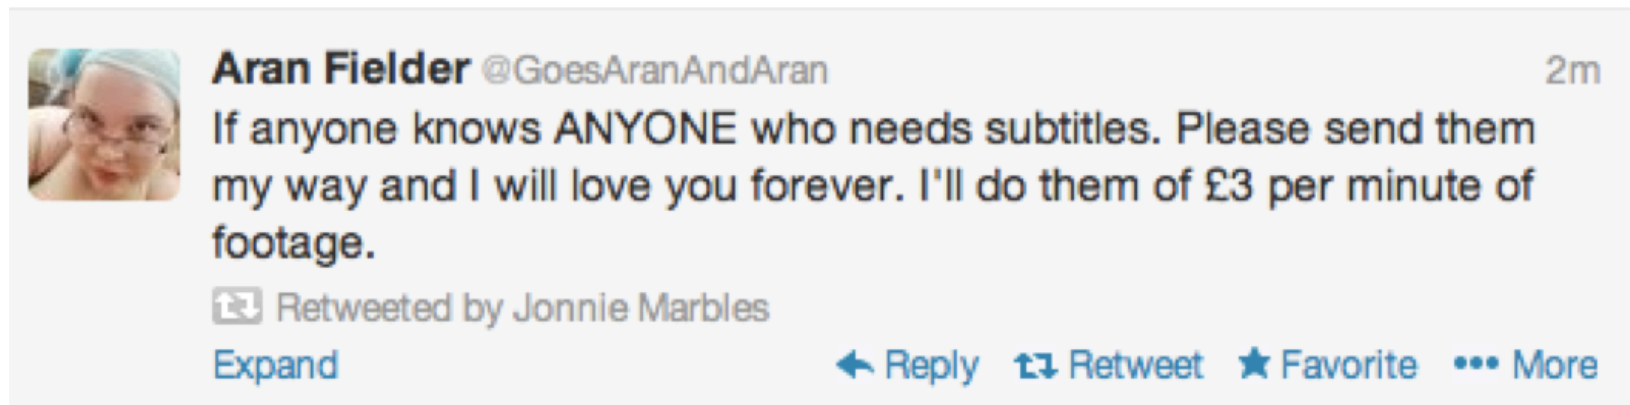 Aran Fielder @GoesAranAndAran 2m
If anyone knows ANYONE who needs subtitles. Please send them
my way and I will love you forever. I'll do them of £3 per minute of
footage.
Retweeted by Jonnie Marbles
Expand Reply Retweet Favorite More